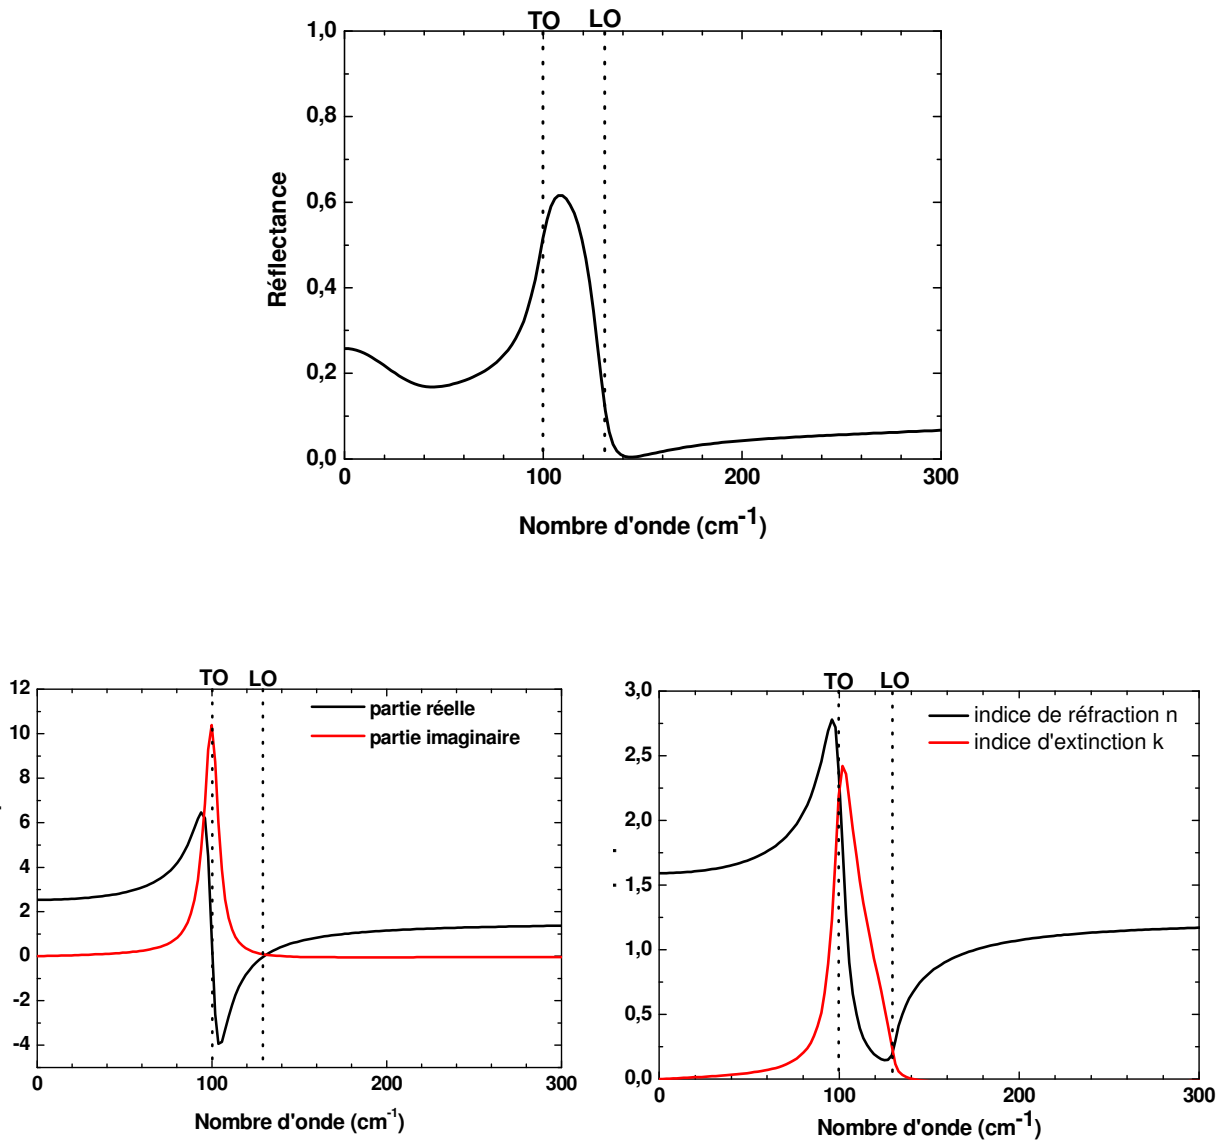 TO LO
1,0
0,8
0,6
0,4
0,2
0,0
Réflectance
0 100 200 300
Nombre d'onde (cm-1)
TO LO
12
10
8
6
4
2
0
-2
-4
partie réelle
partie imaginaire
0 100 200 300
Nombre d'onde (cm-1)
TO LO
3,0
2,5
2,0
1,5
1,0
0,5
0,0
indice de réfraction n
indice d'extinction k
0 100 200 300
Nombre d'onde (cm-1)